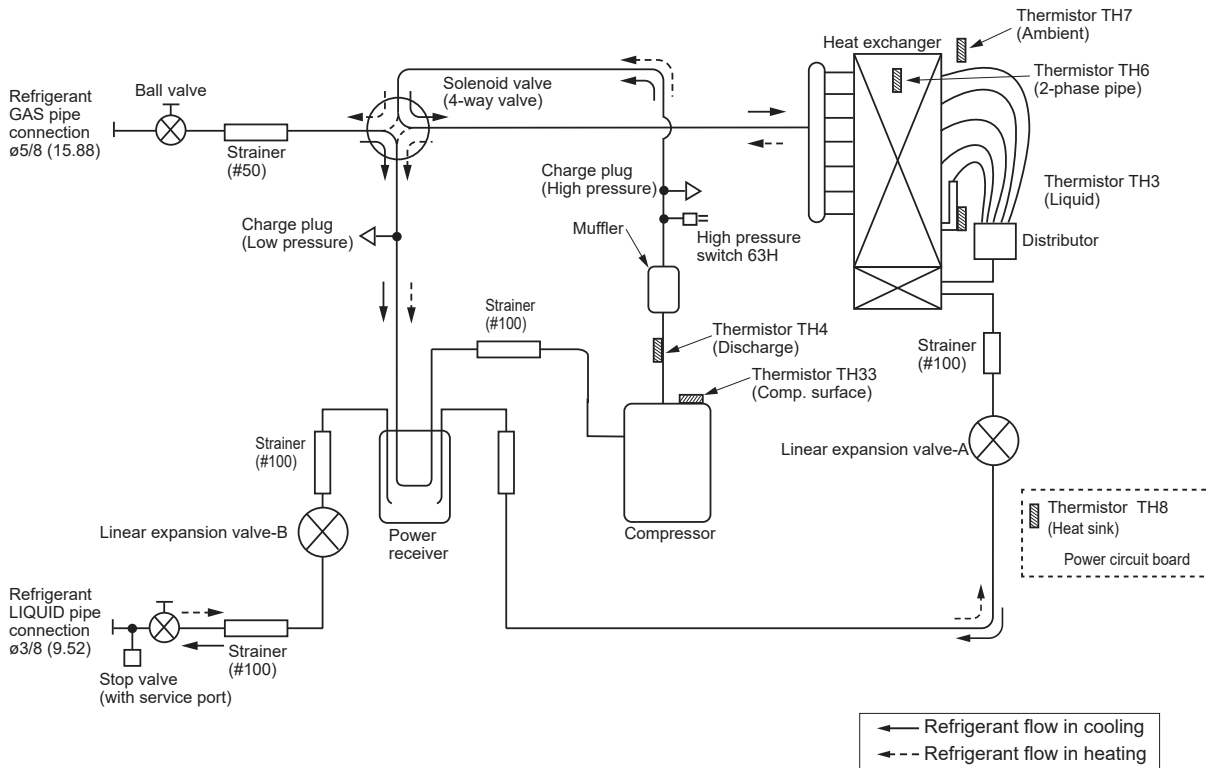 Thermistor TH7
(Ambient)
Heat exchanger
Thermistor TH6
(2-phase pipe)
Solenoid valve
(4-way valve)
Ball valve
Refrigerant
GAS pipe
connection
ø5/8 (15.88)
Strainer
(#50)
Charge plug
(High pressure)
Thermistor TH3
(Liquid)
Charge plug
(Low pressure)
Muffler
High pressure
switch 63H
Distributor
Strainer
(#100)
Thermistor TH4
(Discharge)
Strainer
(#100)
Thermistor TH33
(Comp. surface)
Strainer
(#100)
Linear expansion valve-A
Linear expansion valve-B
Power
receiver
Compressor
Thermistor TH8
(Heat sink)
Power circuit board
Refrigerant
LIQUID pipe
connection
ø3/8 (9.52)
Strainer
(#100)
Stop valve
(with service port)
Refrigerant flow in cooling
Refrigerant flow in heating